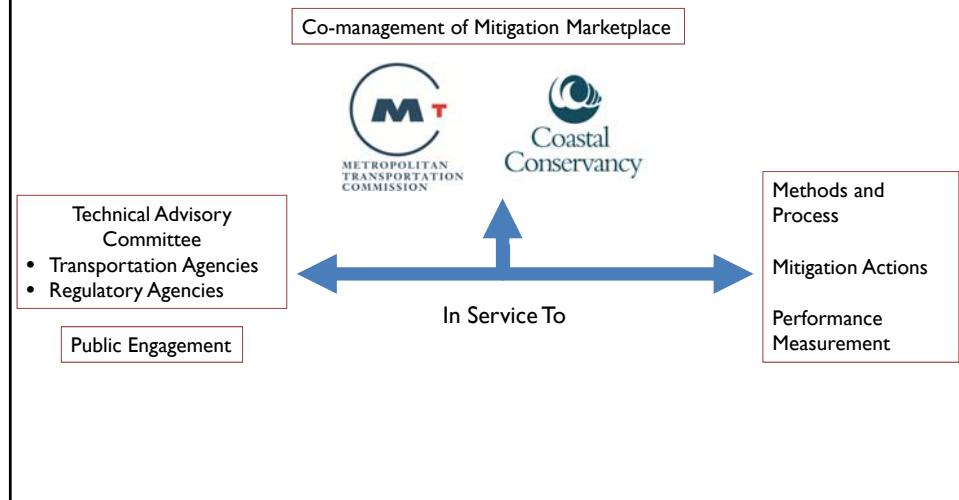 Co-management of Mitigation Marketplace
M T
METROPOLITAN
TRANSPORTATION
COMMISSION
Coastal
Conservancy
Technical Advisory
Committee
• Transportation Agencies
• Regulatory Agencies
Public Engagement
In Service To
Methods and
Process
Mitigation Actions
Performance
Measurement